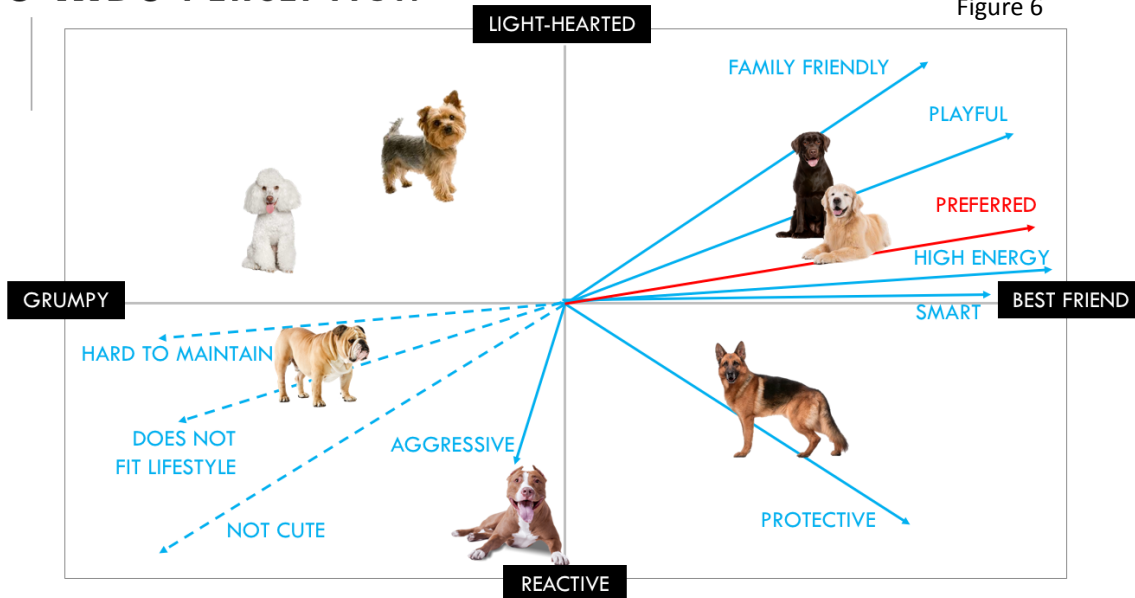 Figure 6
LIGHT-HEARTED
FAMILY FRIENDLY
PLAYFUL
PREFERRED
HIGH ENERGY
GRUMPY
BEST FRIEND
SMART
HARD TO MAINTAIN
DOES NOT
FIT LIFESTYLE
AGGRESSIVE
NOT CUTE
PROTECTIVE
REACTIVE